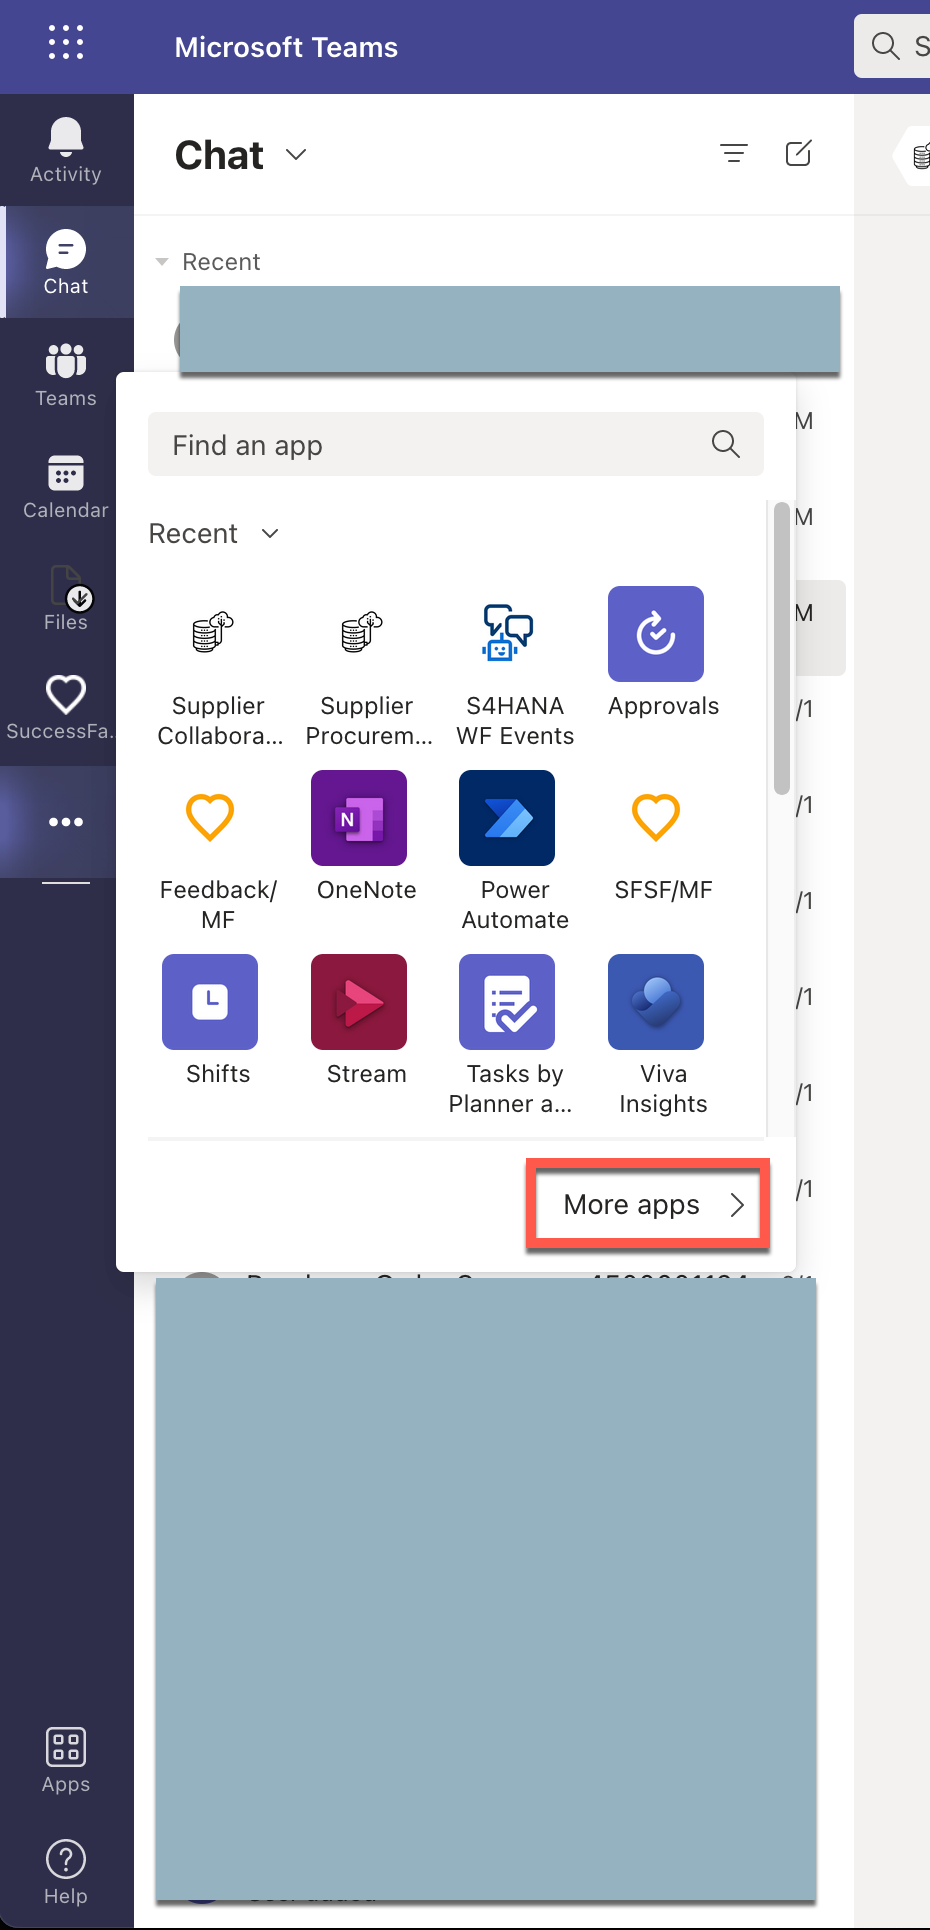 Microsoft Teams
S
Activity
Chat
Chat
Recent
Teams
Calendar
Files
SuccessFa...
Find an app
Recent
M
M
M
/1
/1
/1
/1
/1
/1
Supplier
Collabora...
Supplier
Procurem...
S4HANA
WF Events
Approvals
Feedback/
MF
N
OneNote
Power
Automate
SFSF/MF
Shifts
Stream
Tasks by
Planner a...
Viva
Insights
More apps
Apps
Help